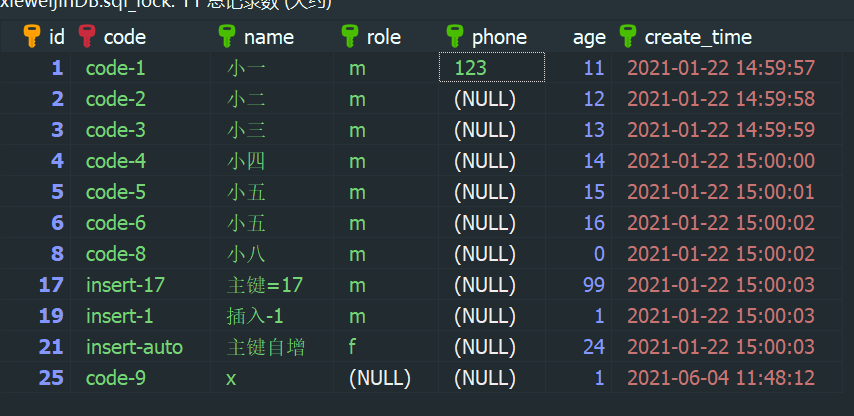 xieweijinDB.sql_lock: 11 总记录数 (大约)
id code name role phone age create_time
1 code-1 小一 m 123 11 2021-01-22 14:59:57
2 code-2 小二 m (NULL) 12 2021-01-22 14:59:58
3 code-3 小三 m (NULL) 13 2021-01-22 14:59:59
4 code-4 小四 m (NULL) 14 2021-01-22 15:00:00
5 code-5 小五 m (NULL) 15 2021-01-22 15:00:01
6 code-6 小五 m (NULL) 16 2021-01-22 15:00:02
8 code-8 小八 m (NULL) 0 2021-01-22 15:00:02
17 insert-17 主键=17 m (NULL) 99 2021-01-22 15:00:03
19 insert-1 插入-1 m (NULL) 1 2021-01-22 15:00:03
21 insert-auto 主键自增 f (NULL) 24 2021-01-22 15:00:03
25 code-9 x (NULL) (NULL) 1 2021-06-04 11:48:12